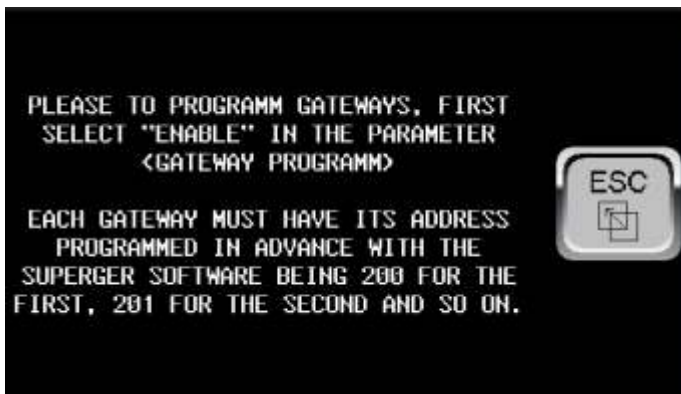 PLEASE TO PROGRAMM GATEWAYS, FIRST
SELECT "ENABLE" IN THE PARAMETER
<GATEWAY PROGRAMM>
EACH GATEWAY MUST HAVE ITS ADDRESS
PROGRAMMED IN ADVANCE WITH THE
SUPERGER SOFTWARE BEING 200 FOR THE
FIRST, 201 FOR THE SECOND AND SO ON.
ESC